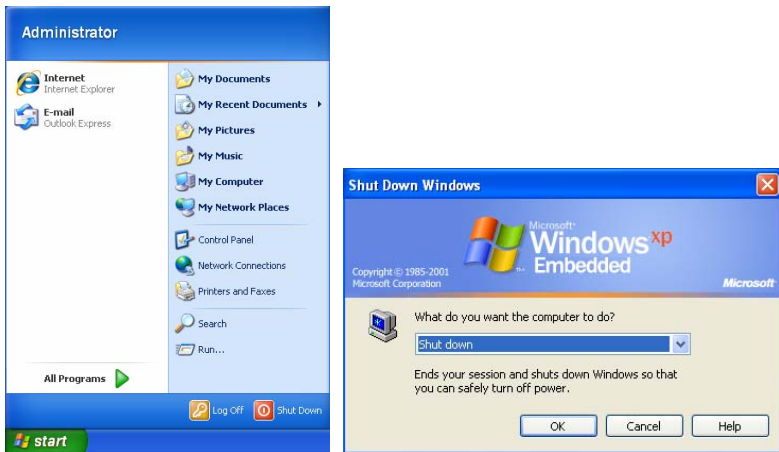 Administrator
Internet
Internet Explorer
E-mail
Outlook Express
All Programs
My Documents
My Recent Documents
My Pictures
My Music
My Computer
My Network Places
Control Panel
Network Connections
Printers and Faxes
Search
Run...
Log Off
Shut Down
start
Shut Down Windows
Microsoft®
Windows xp
Embedded
Copyright © 1985-2001
Microsoft Corporation
Microsoft
What do you want the computer to do?
Shut down
Ends your session and shuts down Windows so that
you can safely turn off power.
OK
Cancel
Help